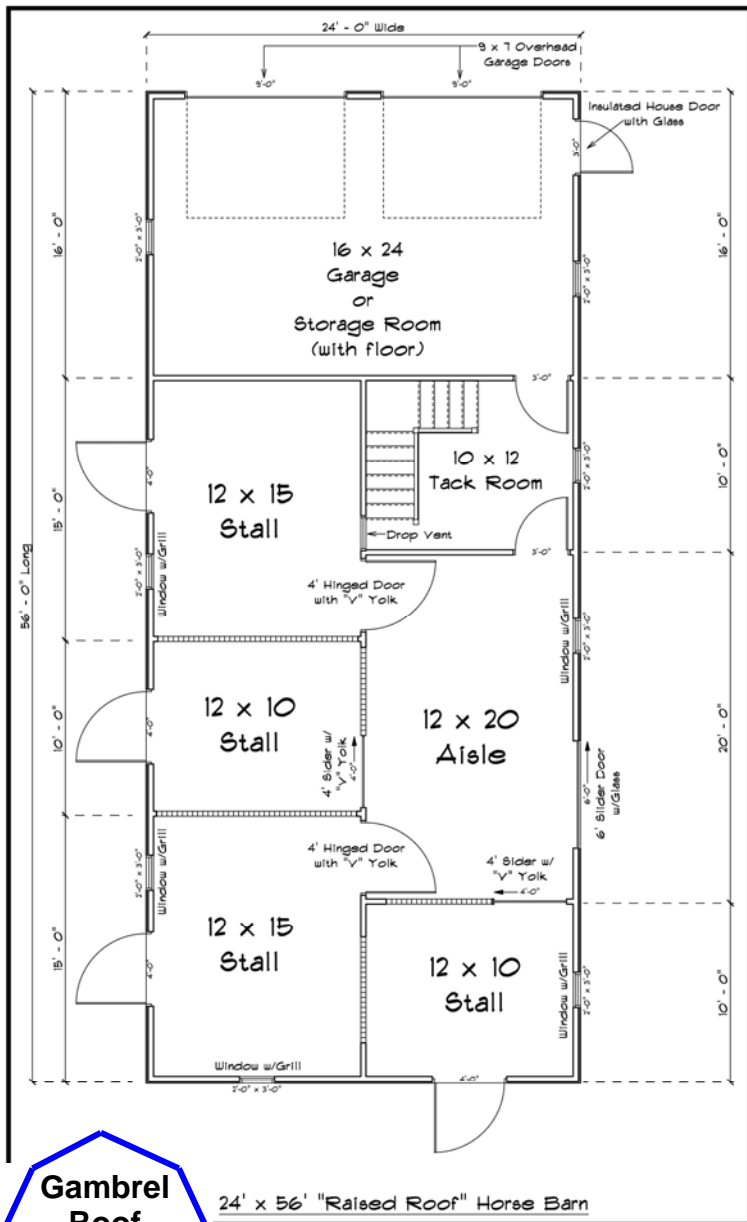 24' - 0" Wide
9 x 7 Overhead
Garage Doors
9'-0"
9'-0"
Insulated House Door
with Glass
3'-0"
16' - 0"
16' - 0"
2'-0" x 3'-0"
2'-0" x 3'-0"
16 x 24
Garage
or
Storage Room
(with floor)
3'-0"
56' - 0" Long
15' - 0"
4'-0"
12 x 15
Stall
2'-0" x 3'-0"
Window w/Grill
10 x 12
Tack Room
2'-0" x 3'-0"
10' - 0"
Drop Vent
3'-0"
4' Hinged Door
with "V" Yolk
Window w/Grill
2'-0" x 3'-0"
10' - 0"
4'-0"
12 x 10
Stall
4' Slider w/
"V" Yolk
4'-0"
12 x 20
Aisle
20' - 0"
6'-0"
6' Slider Door
w/Glass
4' Hinged Door
with "V" Yolk
4' Slider w/
"V" Yolk
4'-0"
2'-0" x 3'-0"
Window w/Grill
15' - 0"
4'-0"
12 x 15
Stall
12 x 10
Stall
Window w/Grill
2'-0" x 3'-0"
10' - 0"
Window w/Grill
2'-0" x 3'-0"
4'-0"
Gambrel
Roof
24' x 56' "Raised Roof" Horse Barn